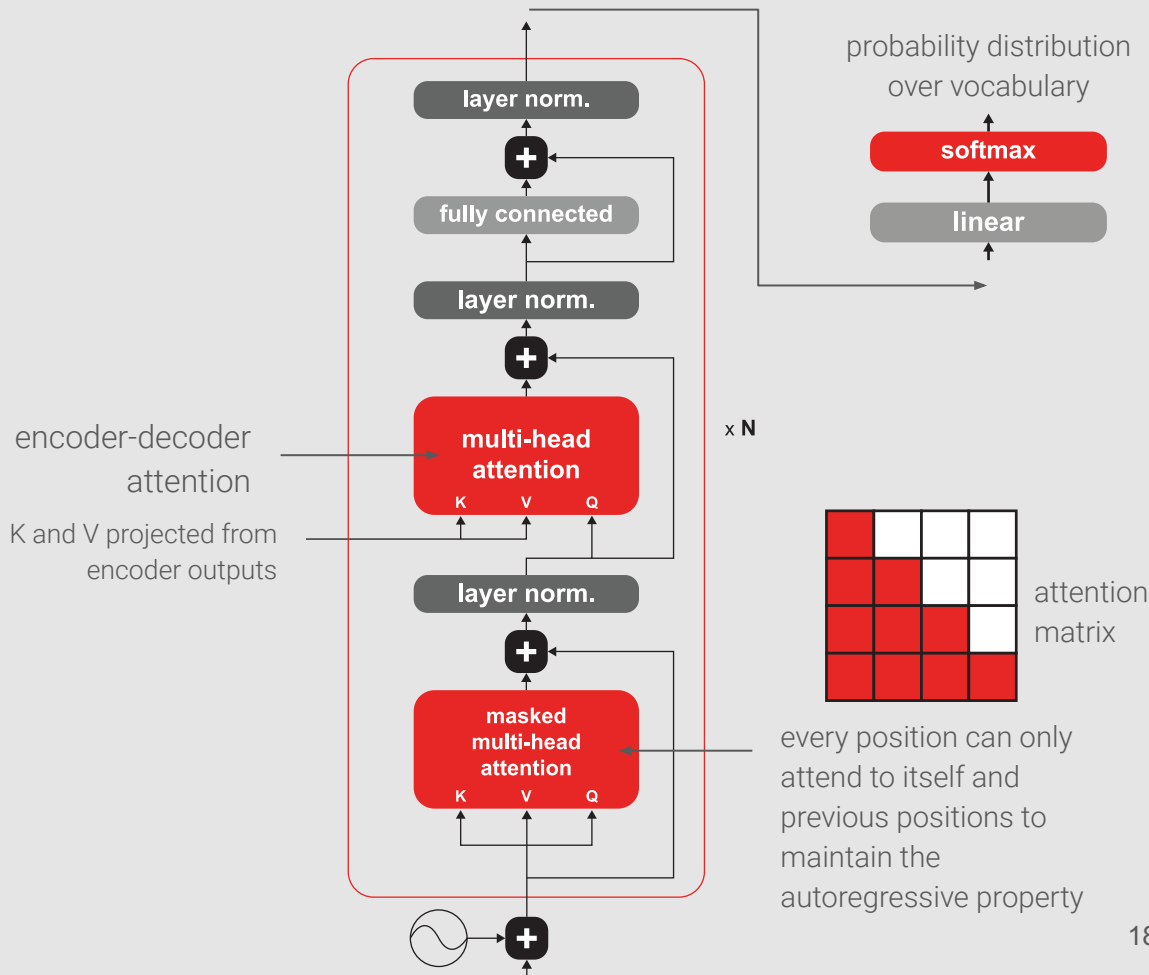 probability distribution
over vocabulary
softmax
linear
layer norm.
+
fully connected
layer norm.
+
encoder-decoder
attention
multi-head
attention
K V Q
x N
K and V projected from
encoder outputs
layer norm.
+
attention
matrix
masked
multi-head
attention
K V Q
every position can only
attend to itself and
previous positions to
maintain the
autoregressive property
+
18